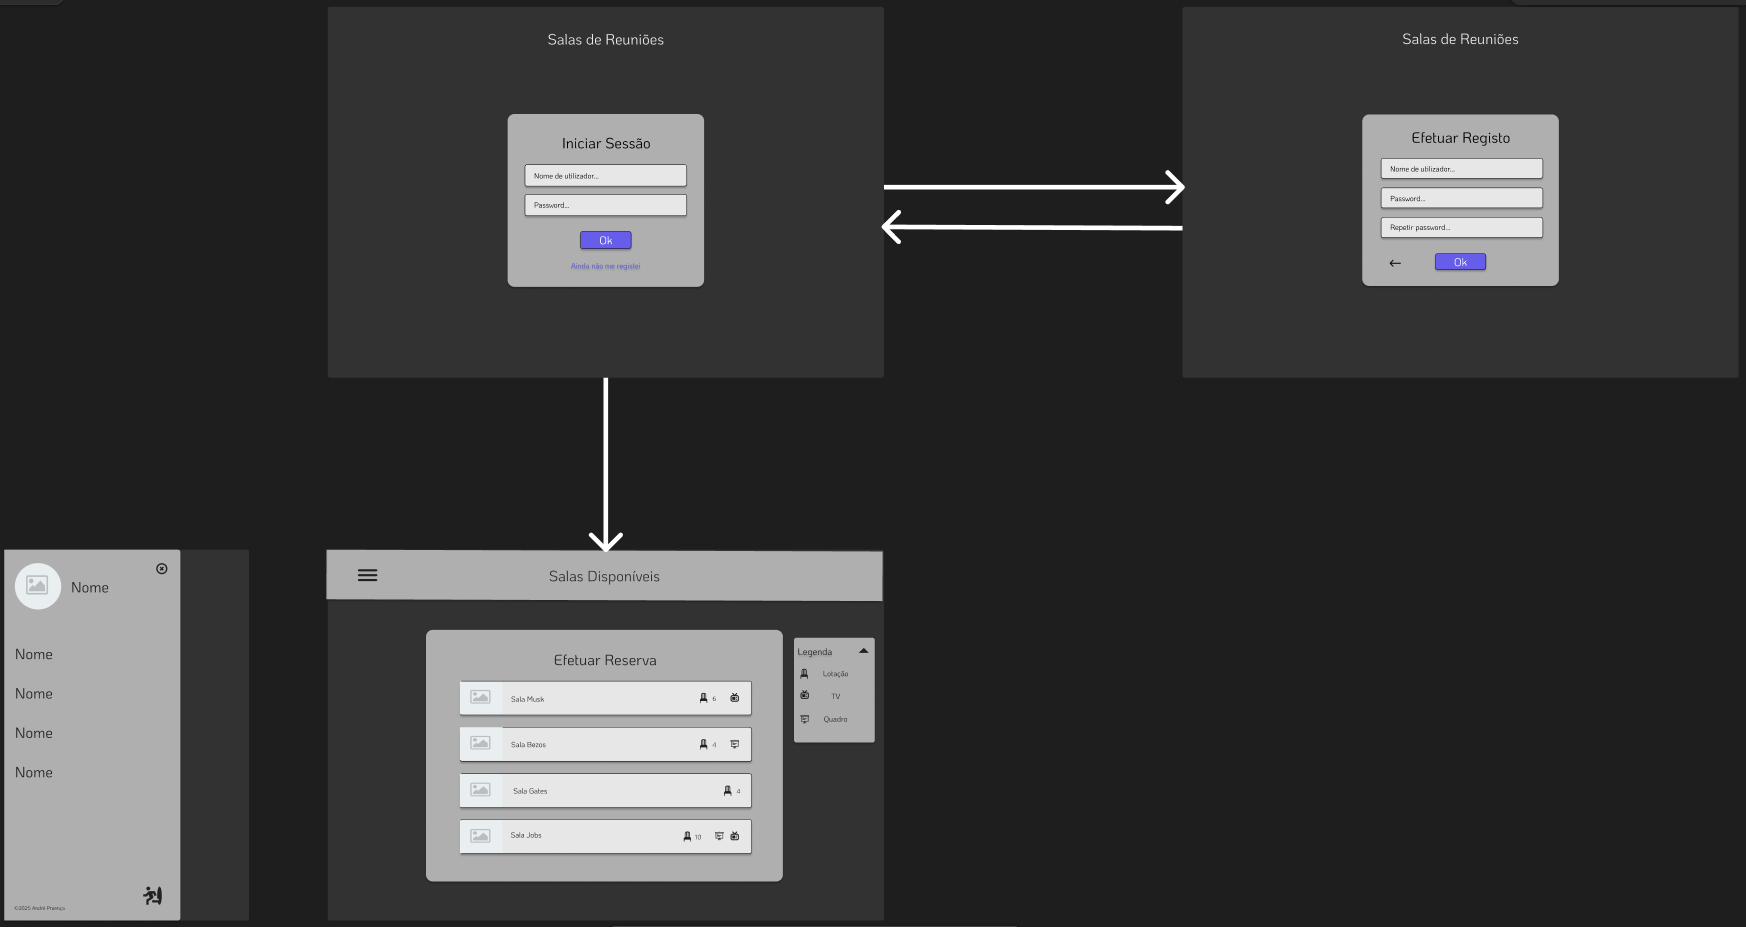 Salas de Reuniões
Iniciar Sessão
Nome de utilizador...
Password...
Ok
Ainda não me registei
Salas de Reuniões
Efetuar Registo
Nome de utilizador...
Password...
Repetir password...
Ok
Nome
Nome
Nome
Nome
Nome
©2025 André
Salas Disponíveis
Efetuar Reserva
Sala Musk 6
Sala Bezos 4
Sala Gates 4
Sala Jobs 10
Legenda
Lotação
TV
Quadro